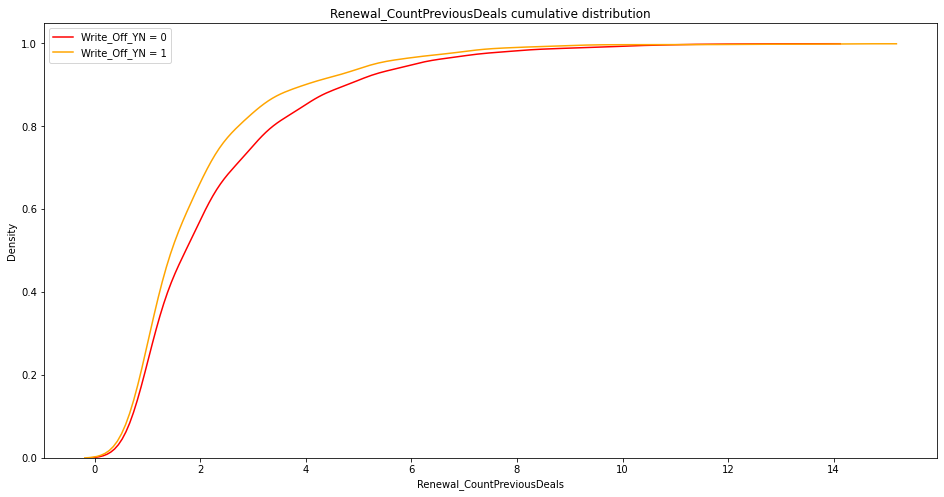 Renewal_CountPreviousDeals cumulative distribution
Write_Off_YN = 0
Write_Off_YN = 1
1.0
0.8
0.6
0.4
0.2
0.0
Density
0 2 4 6 8 10 12 14
Renewal_CountPreviousDeals